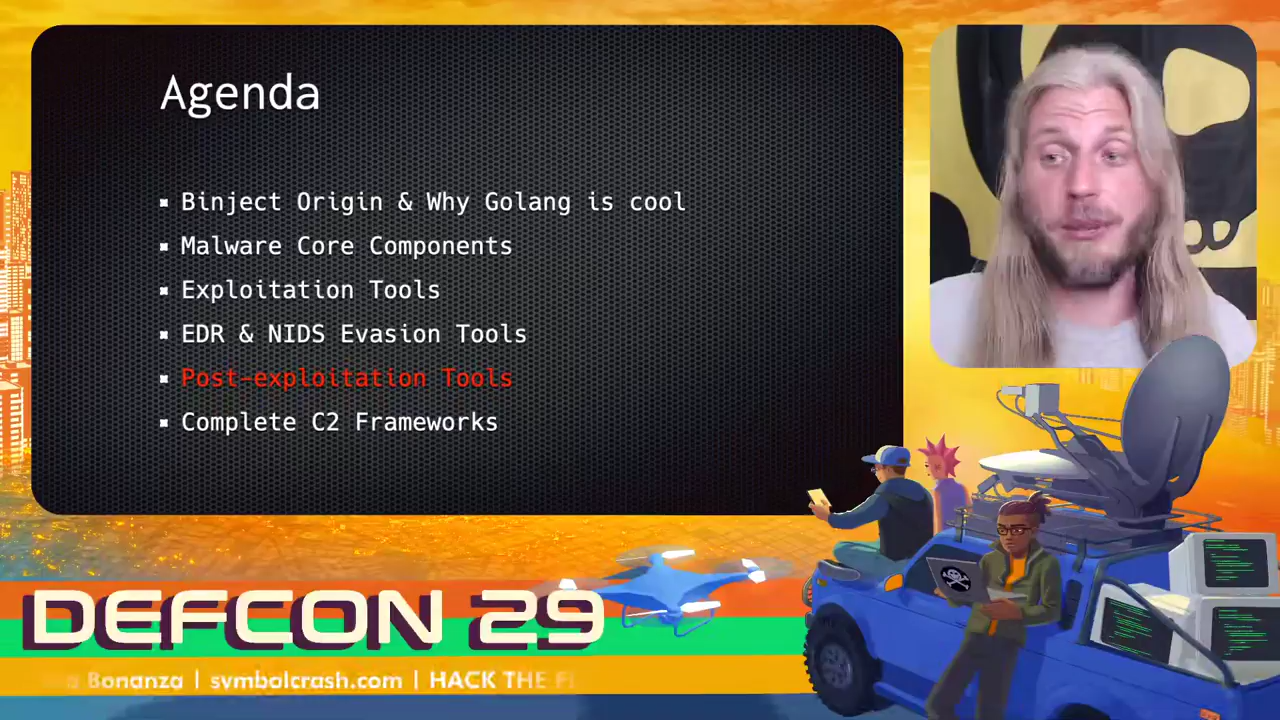 Agenda
Binject Origin & Why Golang is cool
Malware Core Components
Exploitation Tools
EDR & NIDS Evasion Tools
Post-exploitation Tools
Complete C2 Frameworks
DEFCON 29
Bonanza | symbolcrash.com | HACK THE